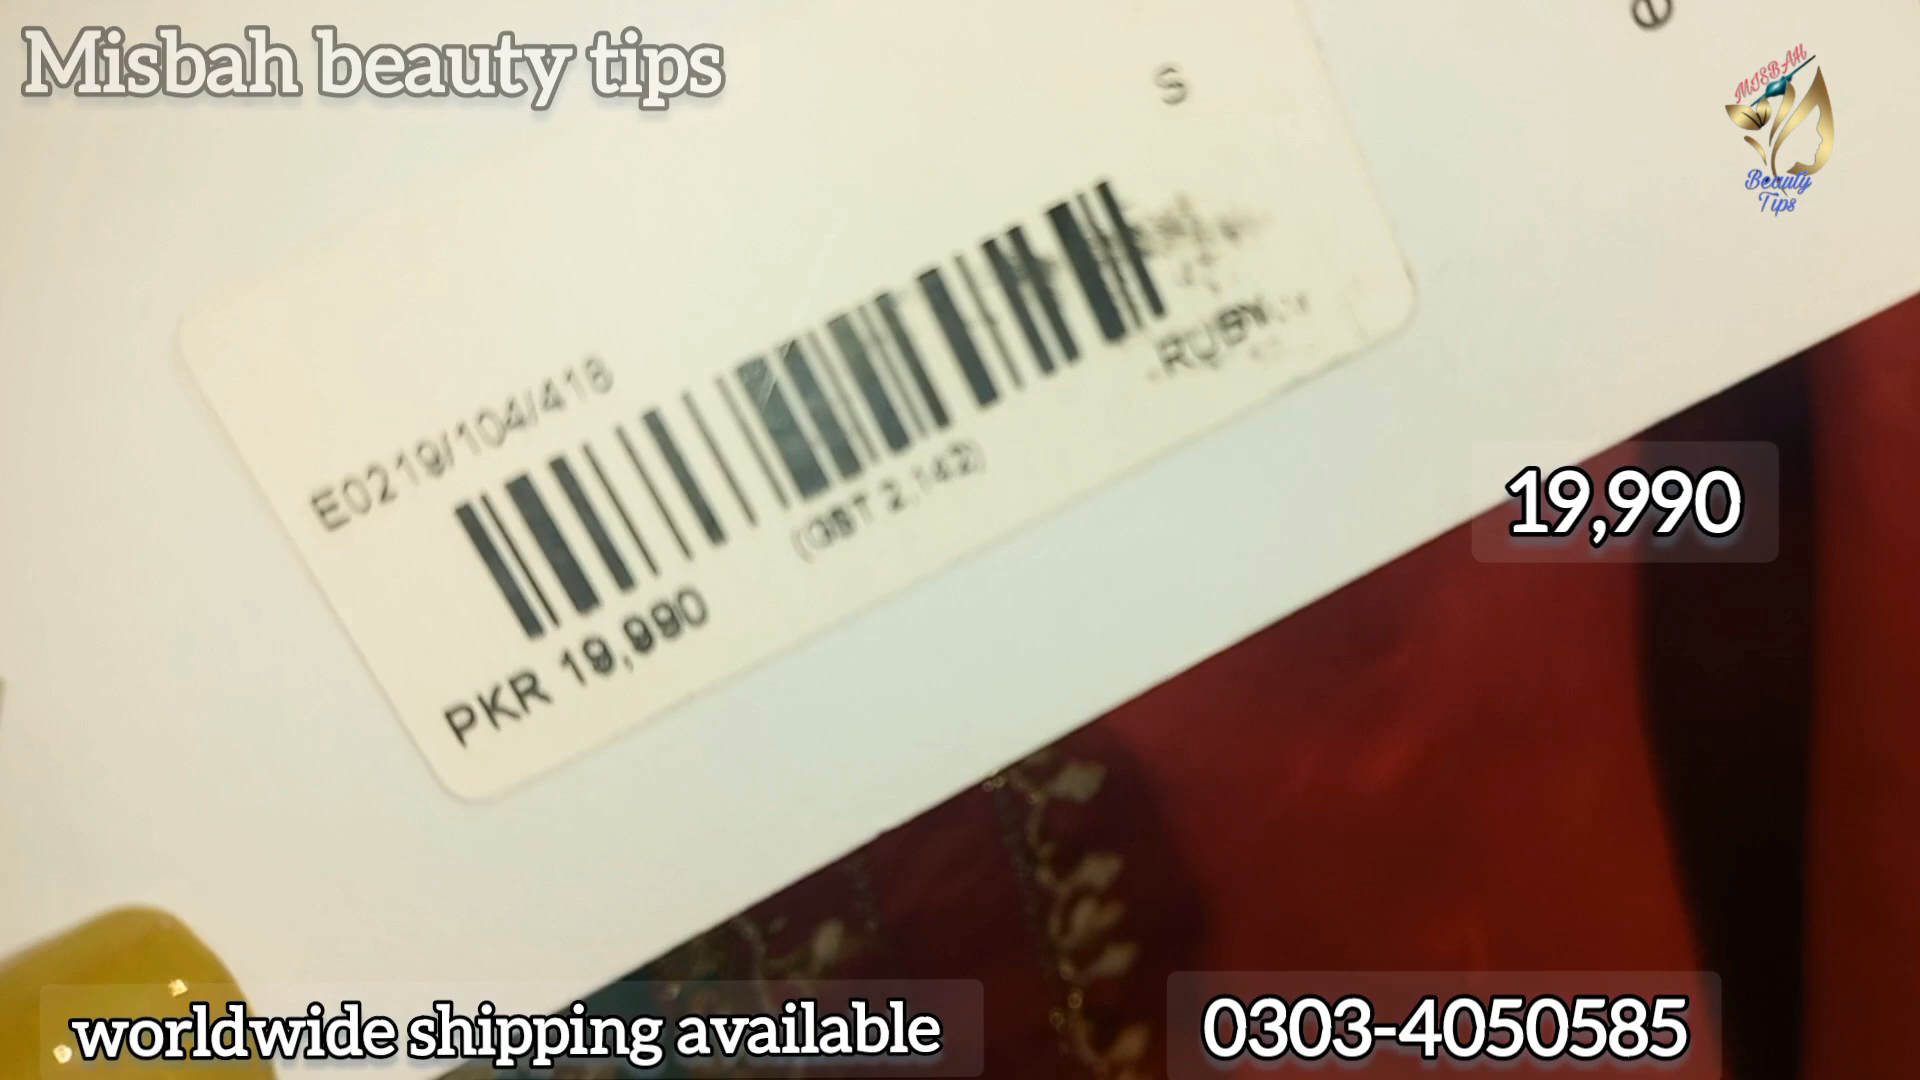 Misbah beauty tips
MISBAH
Beauty
Tips
S
E0219/104/418
RUBY
(GST 2,142)
PKR 19,990
19,990
worldwide shipping available
0303-4050585